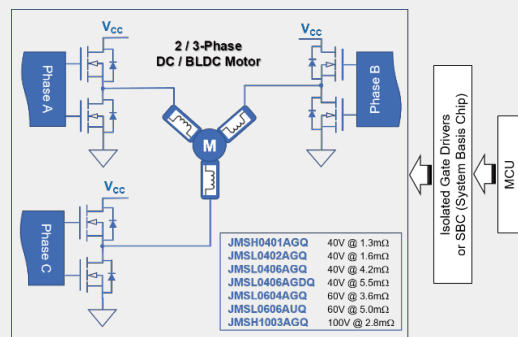 2 / 3-Phase
DC / BLDC Motor
VCC
Phase A
VCC
Phase B
M
VCC
Phase C
JMSH0401AGQ 40V @ 1.3mΩ
JMSL0402AGQ 40V @ 1.6mΩ
JMSL0406AGQ 40V @ 4.2mΩ
JMSL0406AGDQ 40V @ 5.5mΩ
JMSL0604AGQ 60V @ 3.6mΩ
JMSL0606AUQ 60V @ 5.0mΩ
JMSH1003AGQ 100V @ 2.8mΩ
Isolated Gate Drivers
or SBC (System Basis Chip)
MCU